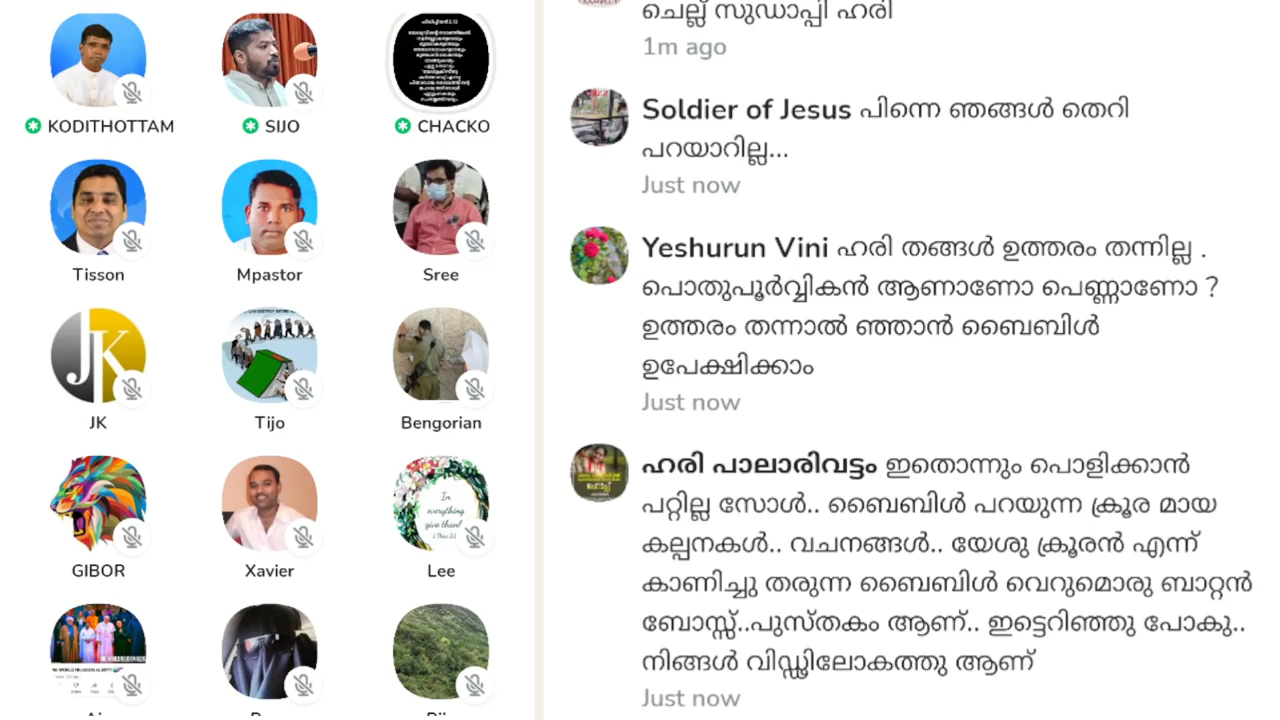 KODITHOTTAM
SIJO
CHACKO
Tisson
Mpastor
Sree
JK
JK
Tijo
Bengorian
GIBOR
Xavier
In
everything
give thanks
Lee
ചെല്ല് സുഡാപ്പി ഹരി
1m ago
Soldier of Jesus പിന്നെ ഞങ്ങൾ തെറി
പറയാറില്ല...
Just now
Yeshurun Vini ഹരി തങ്ങൾ ഉത്തരം തന്നില്ല .
പൊതുപൂർവ്വികൻ ആണാണോ പെണ്ണാണോ ?
ഉത്തരം തന്നാൽ ഞ്ഞാൻ ബൈബിൾ
ഉപേക്ഷിക്കാം
Just now
ഹരി പാലാരിവട്ടം ഇതൊന്നും പൊളിക്കാൻ
പറ്റില്ല സോൾ.. ബൈബിൾ പറയുന്ന ക്രൂര മായ
കല്പനകൾ.. വചനങ്ങൾ.. യേശു ക്രൂരൻ എന്ന്
കാണിച്ചു തരുന്ന ബൈബിൾ വെറുമൊരു ബാറ്റൻ
ബോസ്സ്..പുസ്തകം ആണ്.. ഇട്ടെറിഞ്ഞു പോകു..
നിങ്ങൾ വിഡ്ഢിലോകത്തു ആണ്
Just now